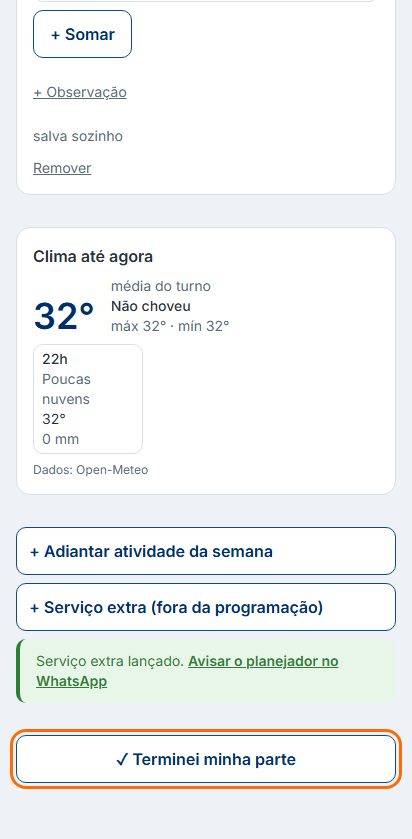 + Somar
+ Observação
salva sozinho
Remover
Clima até agora
32°
média do turno
Não choveu
máx 32° · mín 32°
22h
Poucas
nuvens
32°
0 mm
Dados: Open-Meteo
+ Adiantar atividade da semana
+ Serviço extra (fora da programação)
Serviço extra lançado. Avisar o planejador no
WhatsApp
✓ Terminei minha parte